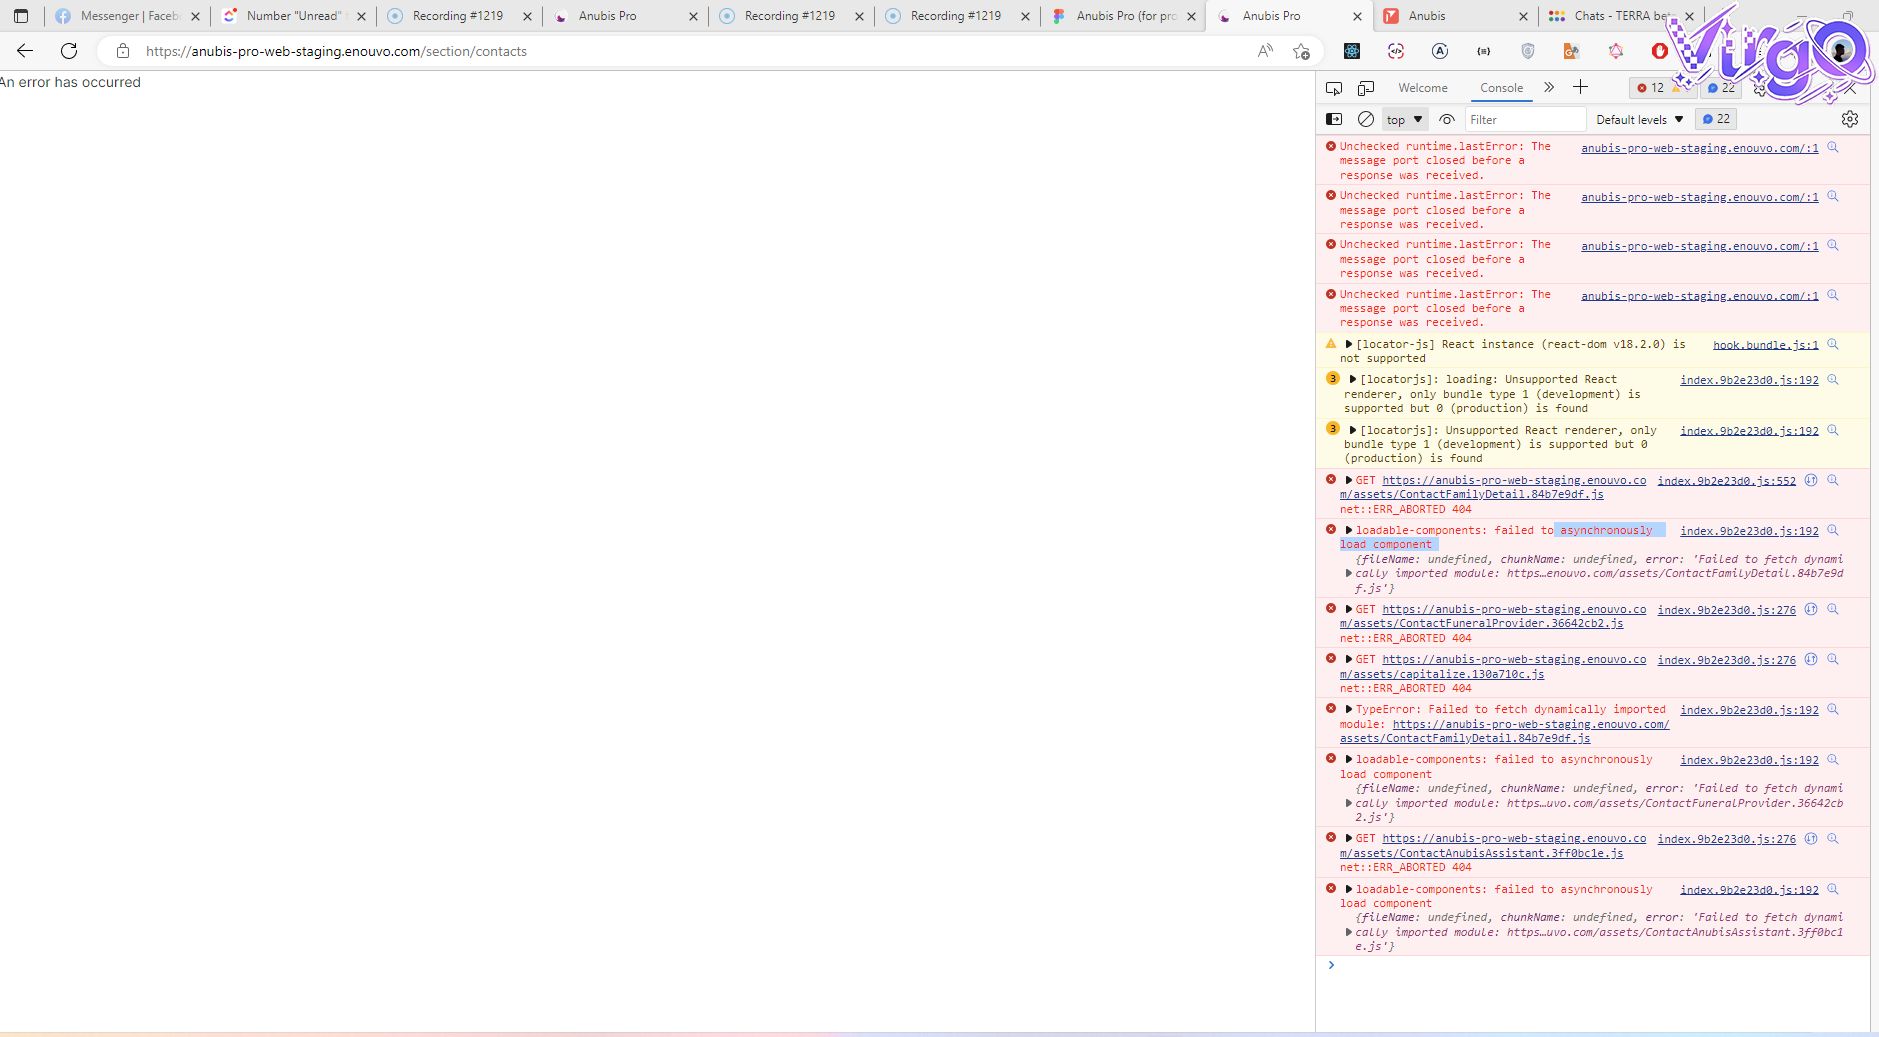 Messenger | Faceb
Number "Unread"
Recording #1219
Anubis Pro
Recording #1219
Recording #1219
Anubis Pro (for pro
Anubis Pro
Anubis
Chats - TERRA bet
VirgO
https://anubis-pro-web-staging.enouvo.com/section/contacts
An error has occurred
Welcome
Console
12
22
top
Filter
Default levels
22
Unchecked runtime.lastError: The anubis-pro-web-staging.enouvo.com/:1
message port closed before a
response was received.
Unchecked runtime.lastError: The anubis-pro-web-staging.enouvo.com/:1
message port closed before a
response was received.
Unchecked runtime.lastError: The anubis-pro-web-staging.enouvo.com/:1
message port closed before a
response was received.
Unchecked runtime.lastError: The anubis-pro-web-staging.enouvo.com/:1
message port closed before a
response was received.
[locator-js] React instance (react-dom v18.2.0) is hook.bundle.js:1
not supported
3 [locatorjs]: loading: Unsupported React index.9b2e23d0.js:192
renderer, only bundle type 1 (development) is
supported but 0 (production) is found
3 [locatorjs]: Unsupported React renderer, only index.9b2e23d0.js:192
bundle type 1 (development) is supported but 0
(production) is found
GET https://anubis-pro-web-staging.enouvo.co index.9b2e23d0.js:552
m/assets/ContactFamilyDetail.84b7e9df.js
net::ERR_ABORTED 404
loadable-components: failed to asynchronously index.9b2e23d0.js:192
load component
{fileName: undefined, chunkName: undefined, error: 'Failed to fetch dynami
cally imported module: https…enouvo.com/assets/ContactFamilyDetail.84b7e9d
f.js'}
GET https://anubis-pro-web-staging.enouvo.co index.9b2e23d0.js:276
m/assets/ContactFuneralProvider.36642cb2.js
net::ERR_ABORTED 404
GET https://anubis-pro-web-staging.enouvo.co index.9b2e23d0.js:276
m/assets/capitalize.130a710c.js
net::ERR_ABORTED 404
TypeError: Failed to fetch dynamically imported index.9b2e23d0.js:192
module: https://anubis-pro-web-staging.enouvo.com/
assets/ContactFamilyDetail.84b7e9df.js
loadable-components: failed to asynchronously index.9b2e23d0.js:192
load component
{fileName: undefined, chunkName: undefined, error: 'Failed to fetch dynami
cally imported module: https…uvo.com/assets/ContactFuneralProvider.36642cb
2.js'}
GET https://anubis-pro-web-staging.enouvo.co index.9b2e23d0.js:276
m/assets/ContactAnubisAssistant.3ff0bc1e.js
net::ERR_ABORTED 404
loadable-components: failed to asynchronously index.9b2e23d0.js:192
load component
{fileName: undefined, chunkName: undefined, error: 'Failed to fetch dynami
cally imported module: https…uvo.com/assets/ContactAnubisAssistant.3ff0bc1
e.js'}